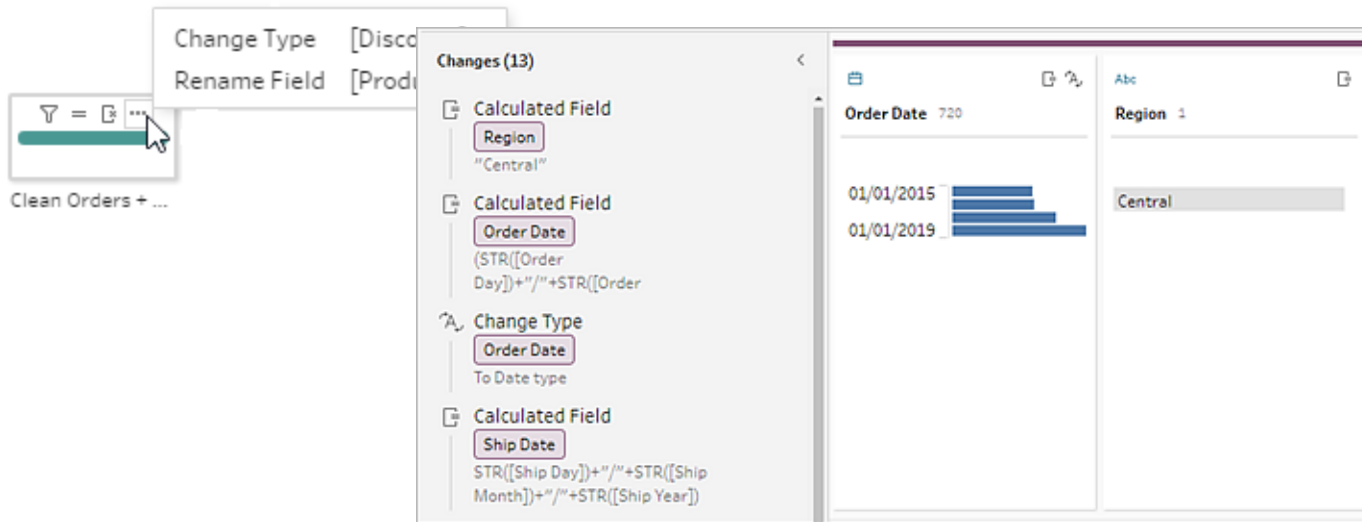 Change Type [Disco
Rename Field [Produ
Clean Orders + ...
Changes (13)
Calculated Field
Region
"Central"
Calculated Field
Order Date
(STR([Order
Day])+"/"+STR([Order
Change Type
Order Date
To Date type
Calculated Field
Ship Date
STR([Ship Day])+"/"+STR([Ship
Month])+"/"+STR([Ship Year])
Order Date 720
01/01/2015
01/01/2019
Abc
Region 1
Central